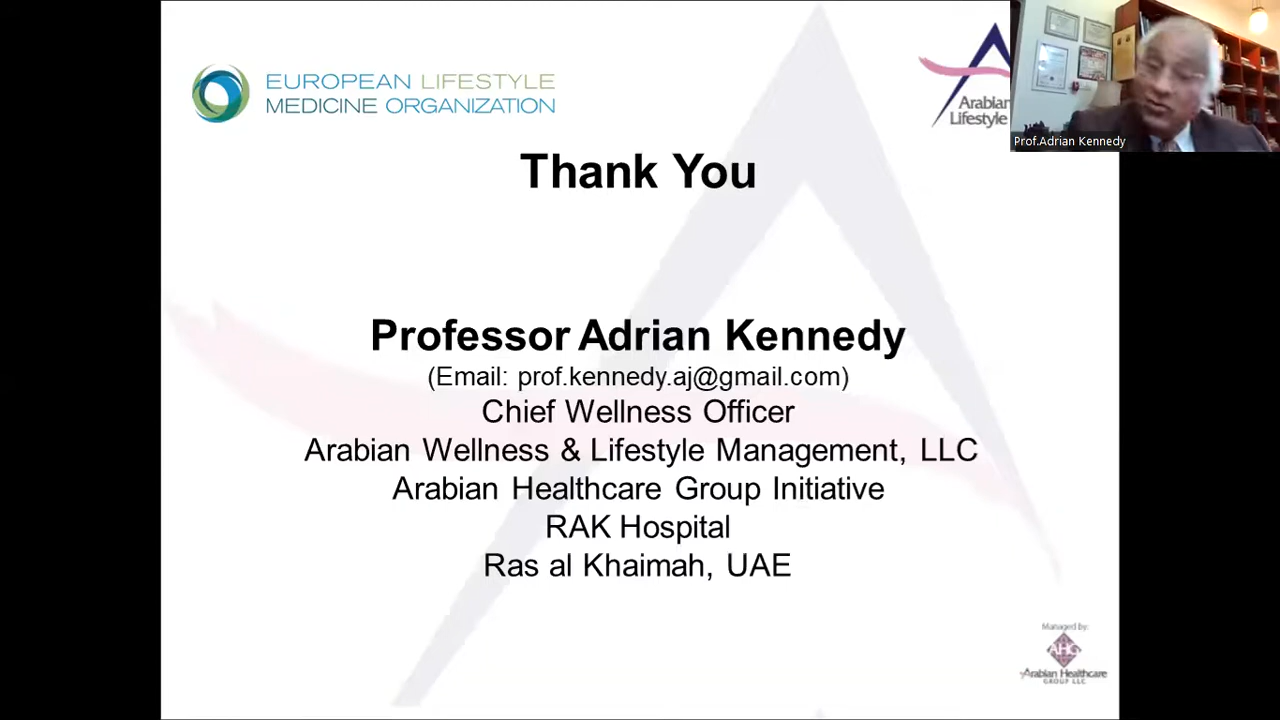 EUROPEAN LIFESTYLE
MEDICINE ORGANIZATION
Arabian
Lifestyle
Prof.Adrian Kennedy
Thank You
Professor Adrian Kennedy
(Email: prof.kennedy.aj@gmail.com)
Chief Wellness Officer
Arabian Wellness & Lifestyle Management, LLC
Arabian Healthcare Group Initiative
RAK Hospital
Ras al Khaimah, UAE
Managed by:
AHG
Arabian Healthcare
GROUP LLC